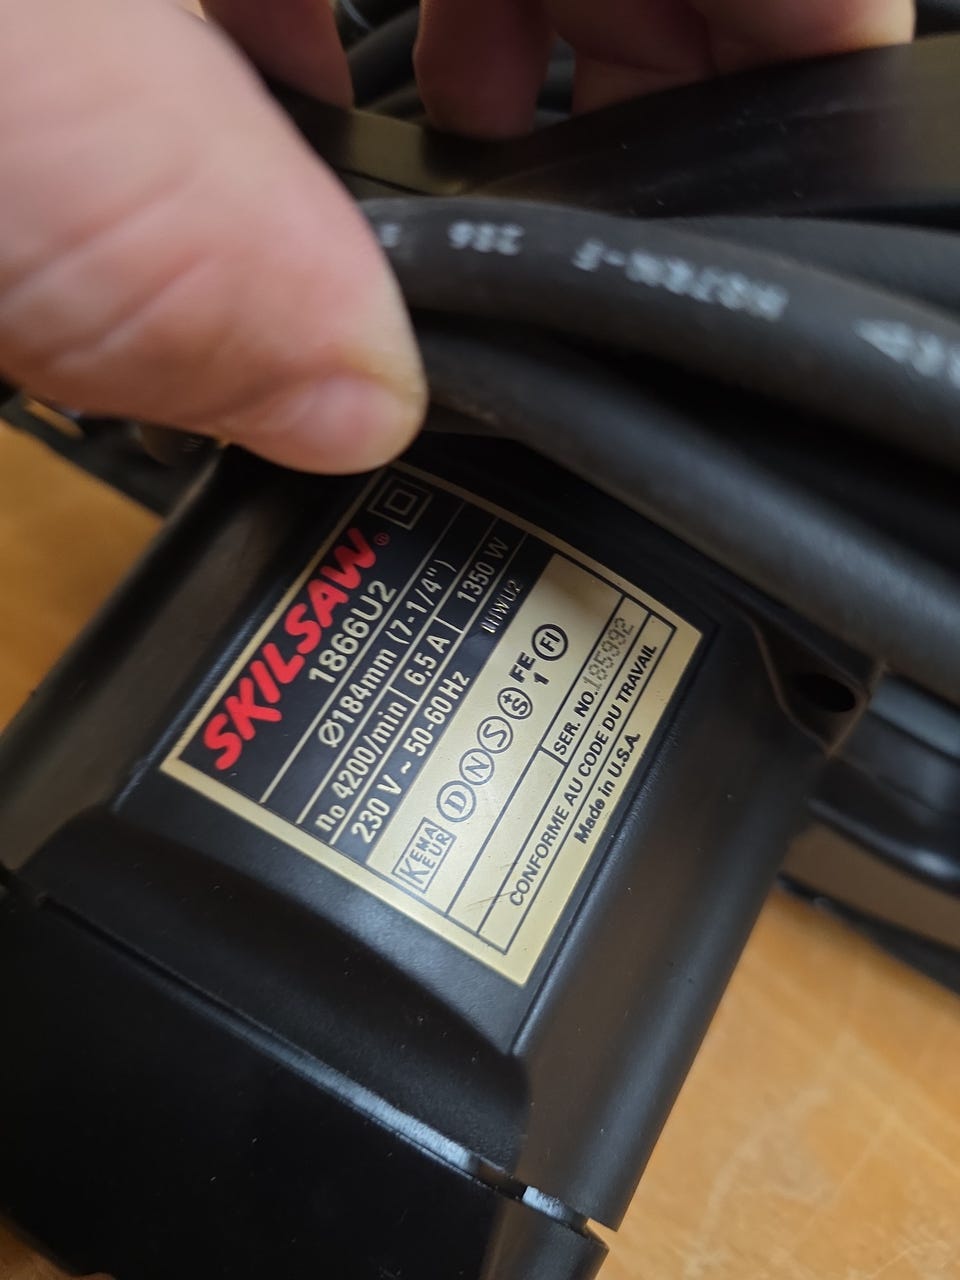 SKILSAW®
1866U2
Ø184mm (7-1/4")
no 4200/min 6,5 A 1350 W
230 V ~ 50-60Hz
KEMA
KEUR
D N S +S FE 1 FI
SER. NO. 185992
CONFORME AU CODE DU TRAVAIL
Made in U.S.A.
H07RN-F